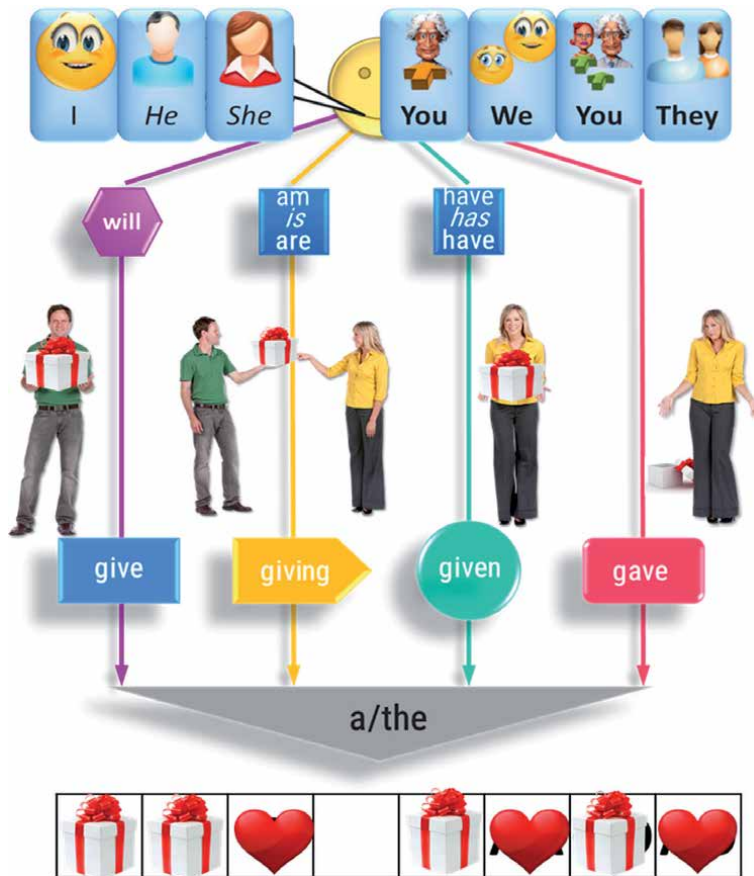 I He She You We You They
will
am
is
are
have
has
have
give giving given gave
a/the